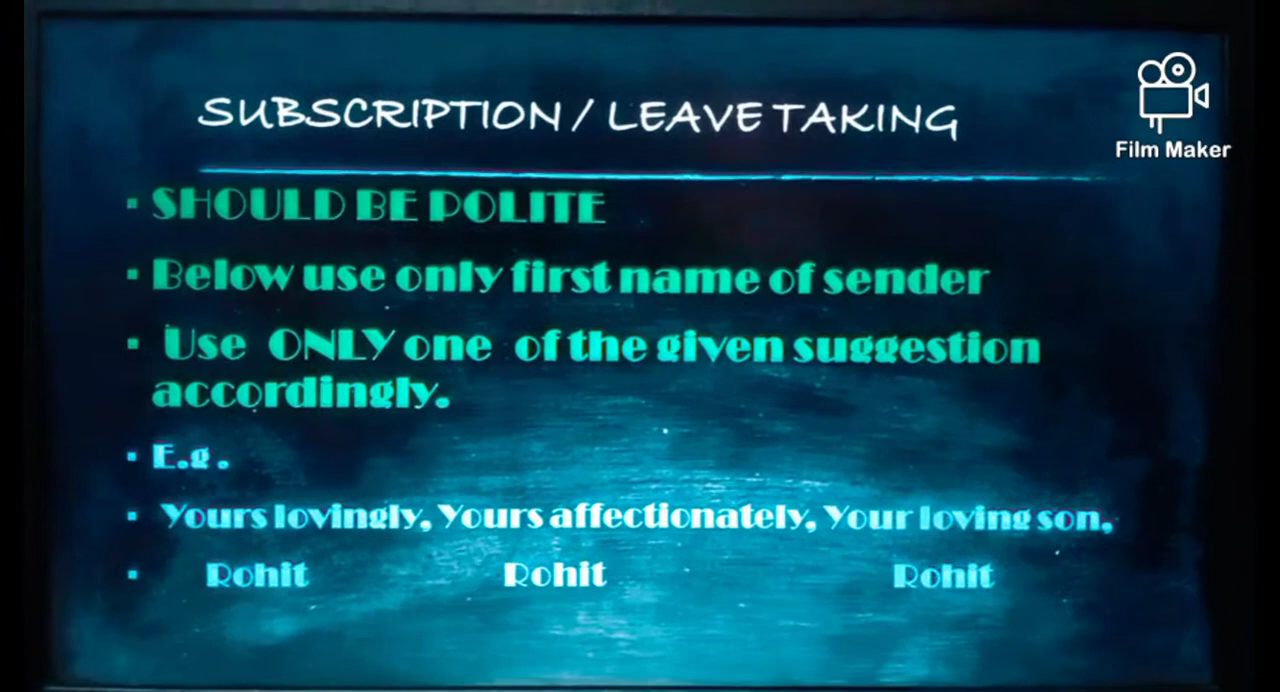 SUBSCRIPTION / LEAVE TAKING
Film Maker
▪ SHOULD BE POLITE
▪ Below use only first name of sender
▪ Use ONLY one of the given suggestion
accordingly.
▪ E.g.
▪ Yours lovingly, Yours affectionately, Your loving son,
▪ Rohit Rohit Rohit